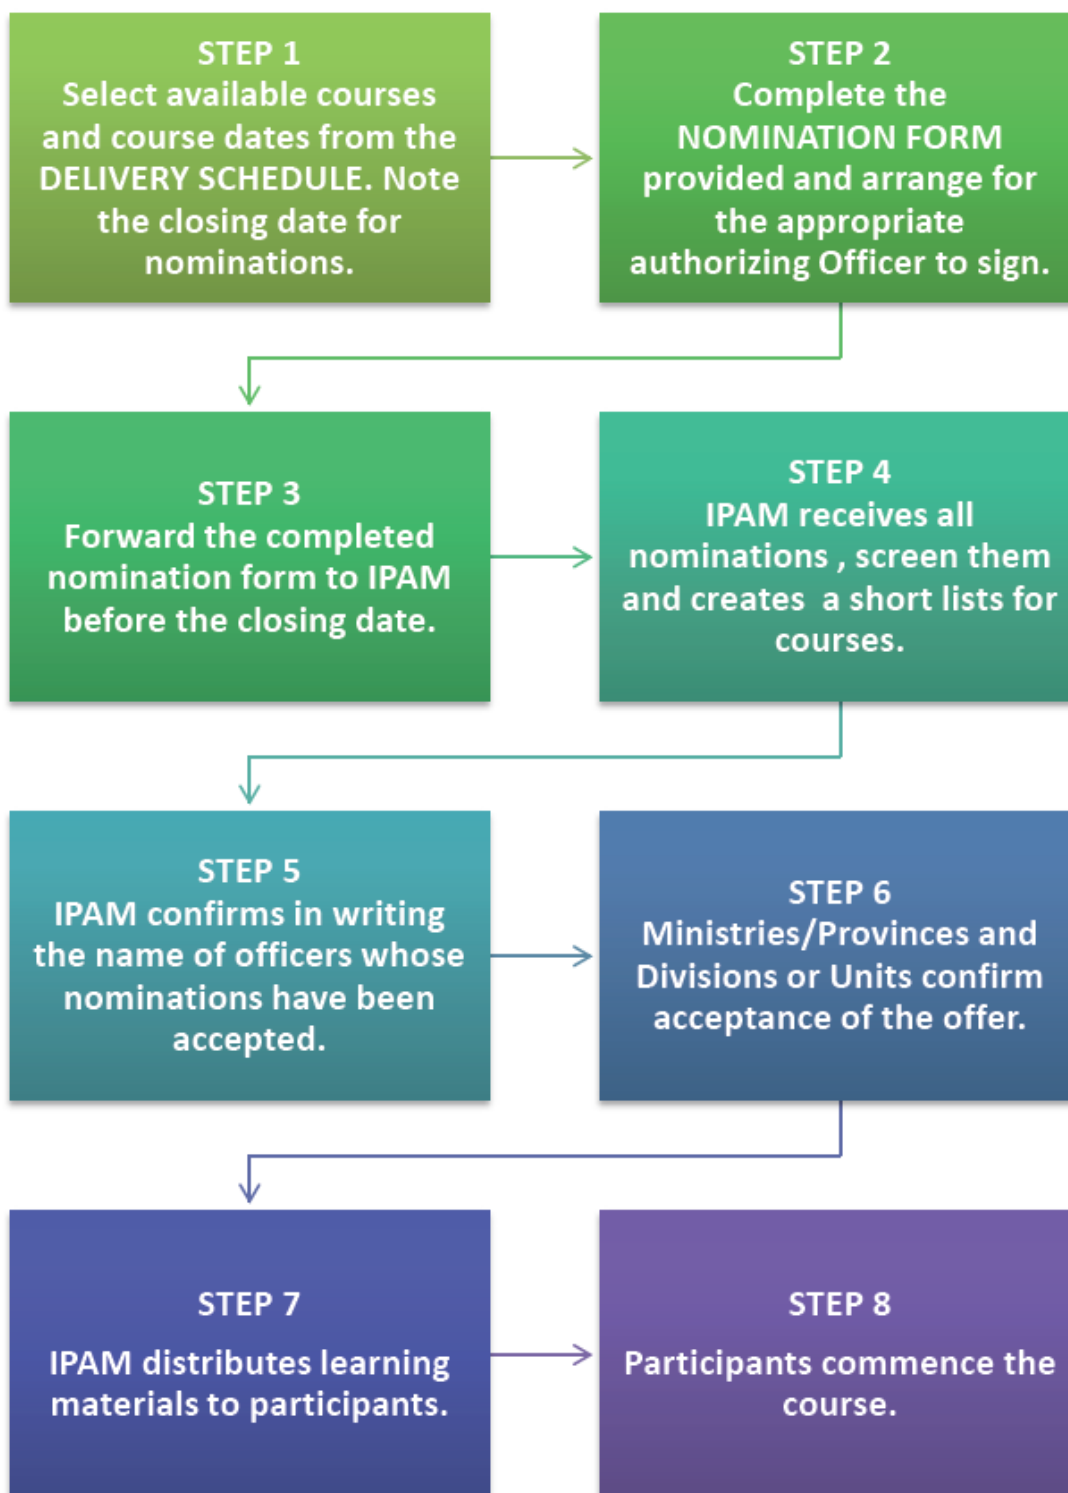 STEP 1
Select available courses
and course dates from the
DELIVERY SCHEDULE. Note
the closing date for
nominations.
STEP 2
Complete the
NOMINATION FORM
provided and arrange for
the appropriate
authorizing Officer to sign.
STEP 3
Forward the completed
nomination form to IPAM
before the closing date.
STEP 4
IPAM receives all
nominations , screen them
and creates  a short lists for
courses.
STEP 5
IPAM confirms in writing
the name of officers whose
nominations have been
accepted.
STEP 6
Ministries/Provinces and
Divisions or Units confirm
acceptance of the offer.
STEP 7
IPAM distributes learning
materials to participants.
STEP 8
Participants commence the
course.